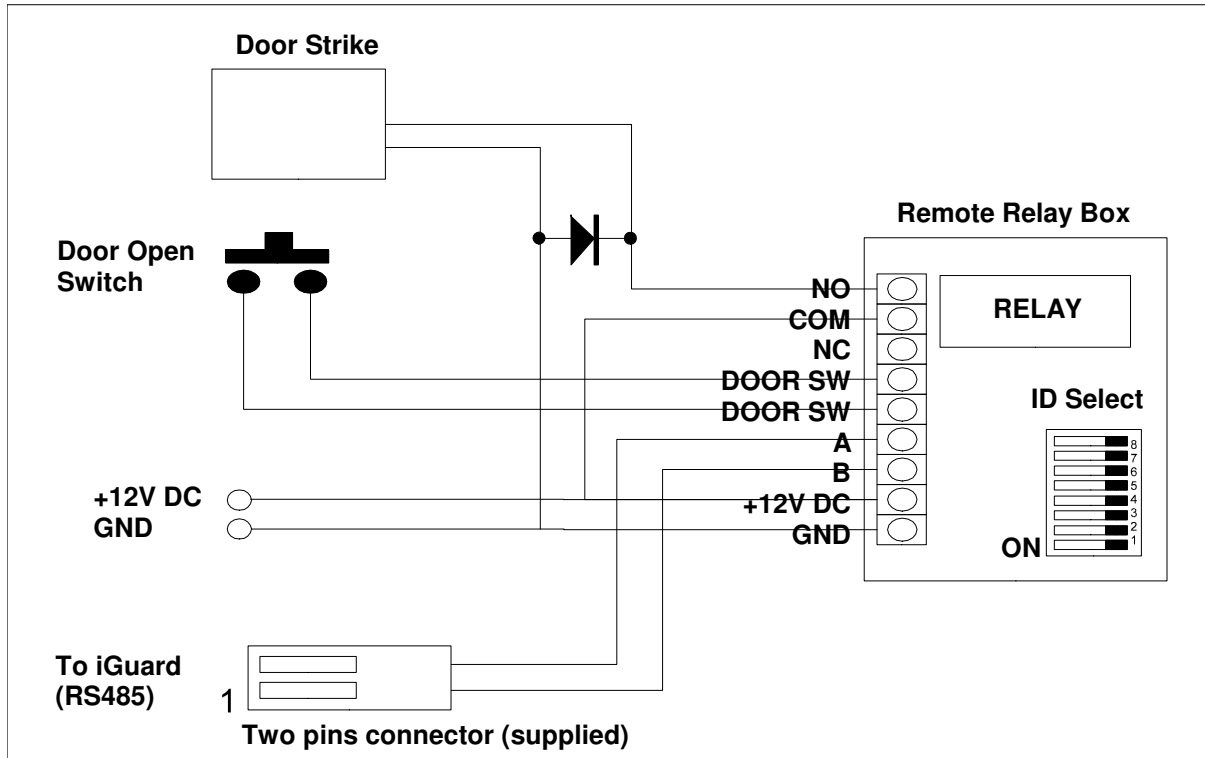 Door Strike
Remote Relay Box
Door Open
Switch
NO
RELAY
COM
NC
DOOR SW
DOOR SW
ID Select
A
B
8
7
6
5
4
3
2
1
+12V DC
GND
+12V DC
GND
ON
To iGuard
(RS485)
1
Two pins connector (supplied)